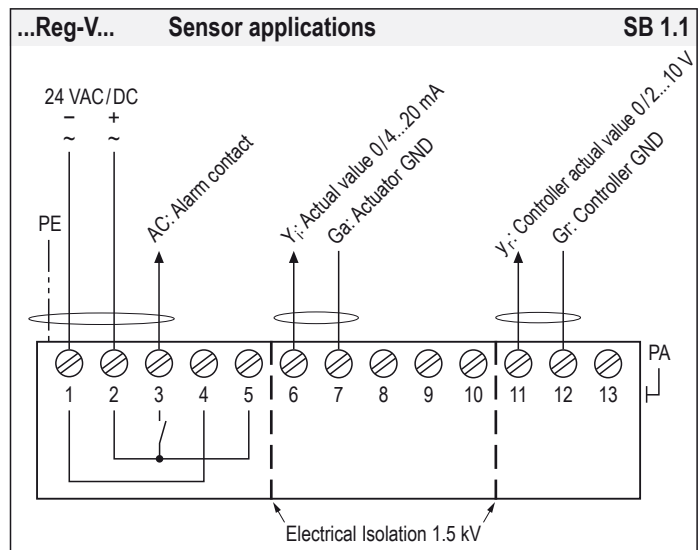 ...Reg-V... Sensor applications SB 1.1
24 VAC/DC
– +
~ ~
PE
AC: Alarm contact
Yi: Actual value 0/4...20 mA
Ga: Actuator GND
yr: Controller actual value 0/2...10 V
Gr: Controller GND
PA
1 2 3 4 5 6 7 8 9 10 11 12 13
Electrical Isolation 1.5 kV